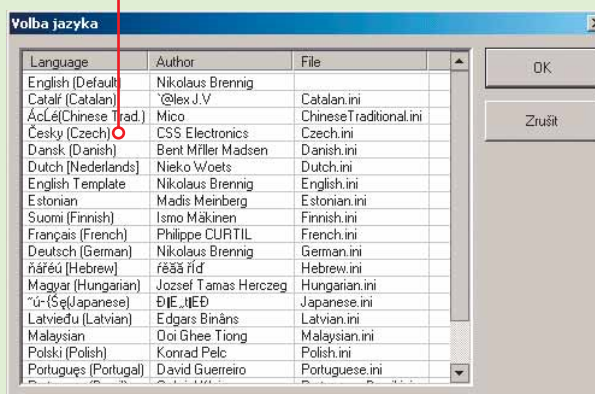 Volba jazyka
Language Author File
English (Default) Nikolaus Brennig
Catalŕ (Catalan) `@lex J.V Catalan.ini
ÁcĹé(Chinese Trad.) Mico ChineseTraditional.ini
Česky (Czech) CSS Electronics Czech.ini
Dansk (Danish) Bent Mřller Madsen Danish.ini
Dutch [Nederlands] Nieko Woets Dutch.ini
English Template Nikolaus Brennig English.ini
Estonian Madis Meinberg Estonian.ini
Suomi (Finnish) Ismo Mäkinen Finnish.ini
Français (French) Philippe CURTIL French.ini
Deutsch (German) Nikolaus Brennig German.ini
ňářéú [Hebrew] řěăă říď Hebrew.ini
Magyar (Hungarian) Jozsef Tamas Herczeg Hungarian.ini
(Japanese) Japanese.ini
Latvieđu (Latvian) Edgars Binâns Latvian.ini
Malaysian Ooi Ghee Tiong Malaysian.ini
Polski (Polish) Konrad Pelc Polish.ini
Portuguęs (Portugal) David Guerreiro Portuguese.ini
OK
Zrušit